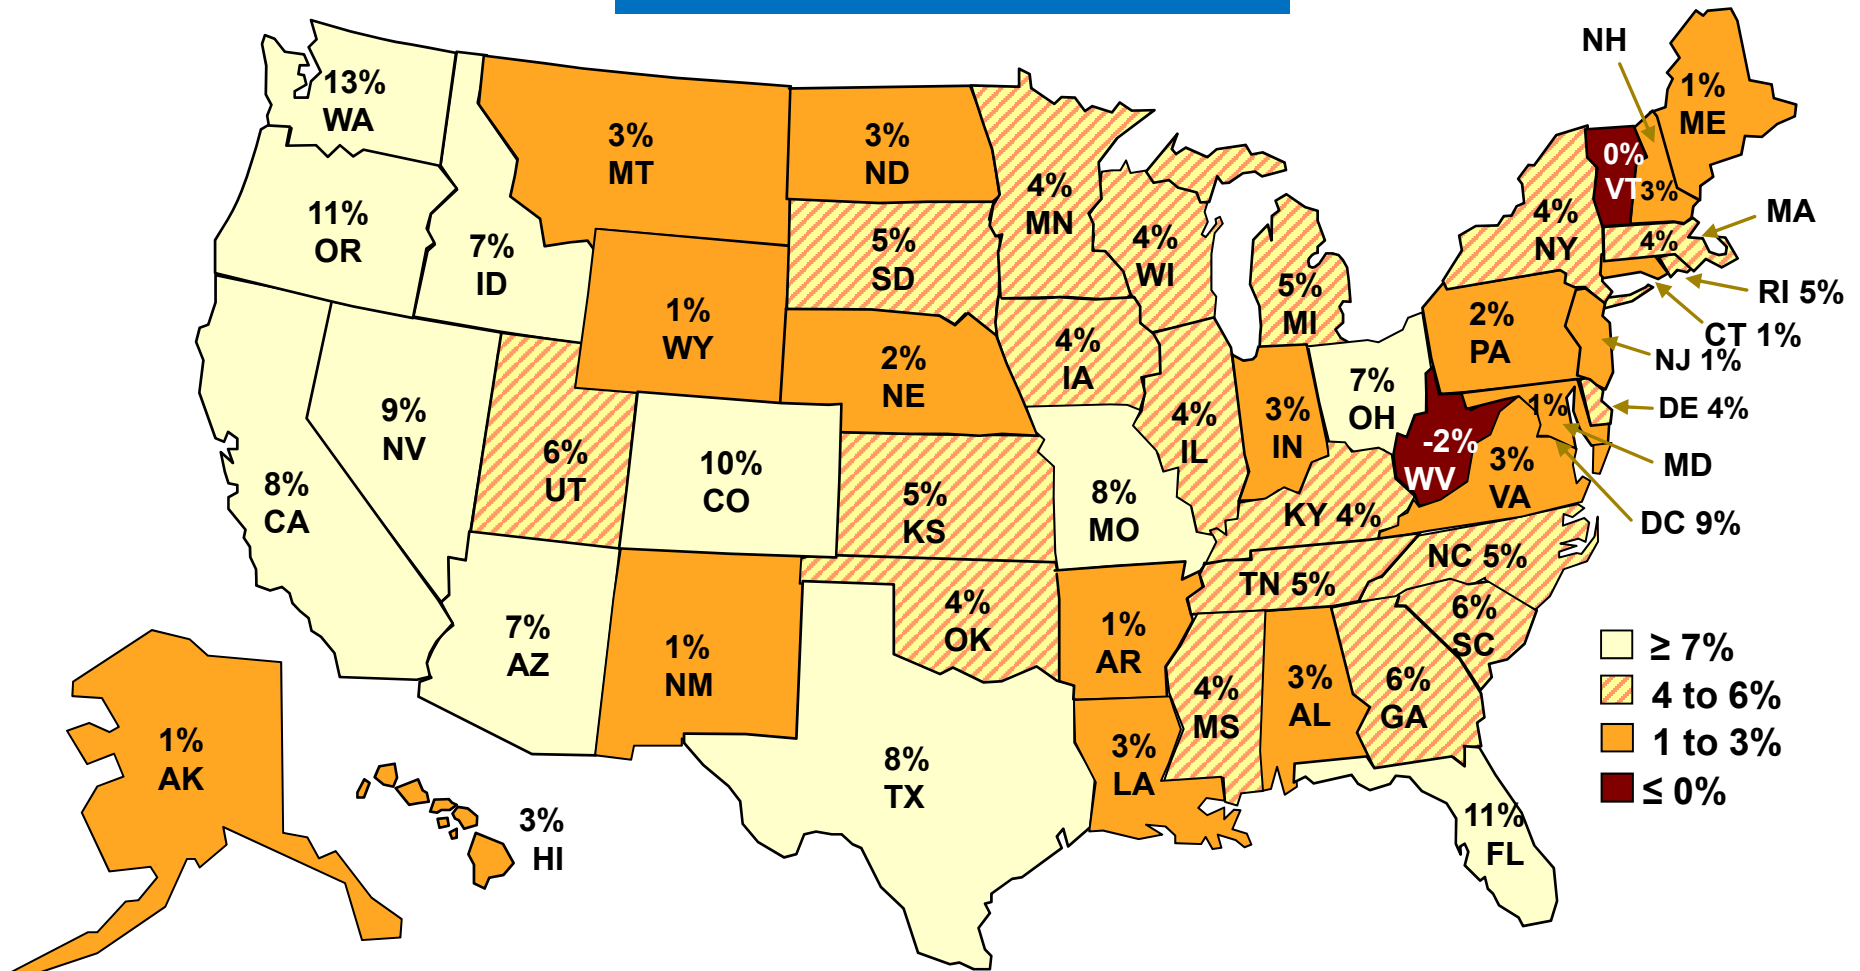 13%
WA
11%
OR
7%
ID
3%
MT
3%
ND
5%
SD
1%
WY
2%
NE
9%
NV
8%
CA
6%
UT
10%
CO
5%
KS
7%
AZ
1%
NM
4%
OK
8%
TX
4%
MN
4%
WI
5%
MI
4%
IA
4%
IL
3%
IN
7%
OH
8%
MO
KY 4%
TN 5%
1%
AR
3%
LA
4%
MS
3%
AL
6%
GA
11%
FL
6%
SC
NC 5%
3%
VA
-2%
WV
2%
PA
4%
NY
0%
VT
NH
3%
1%
ME
MA
4%
RI 5%
CT 1%
NJ 1%
DE 4%
1%
MD
DC 9%
1%
AK
3%
HI
≥ 7%
4 to 6%
1 to 3%
≤ 0%